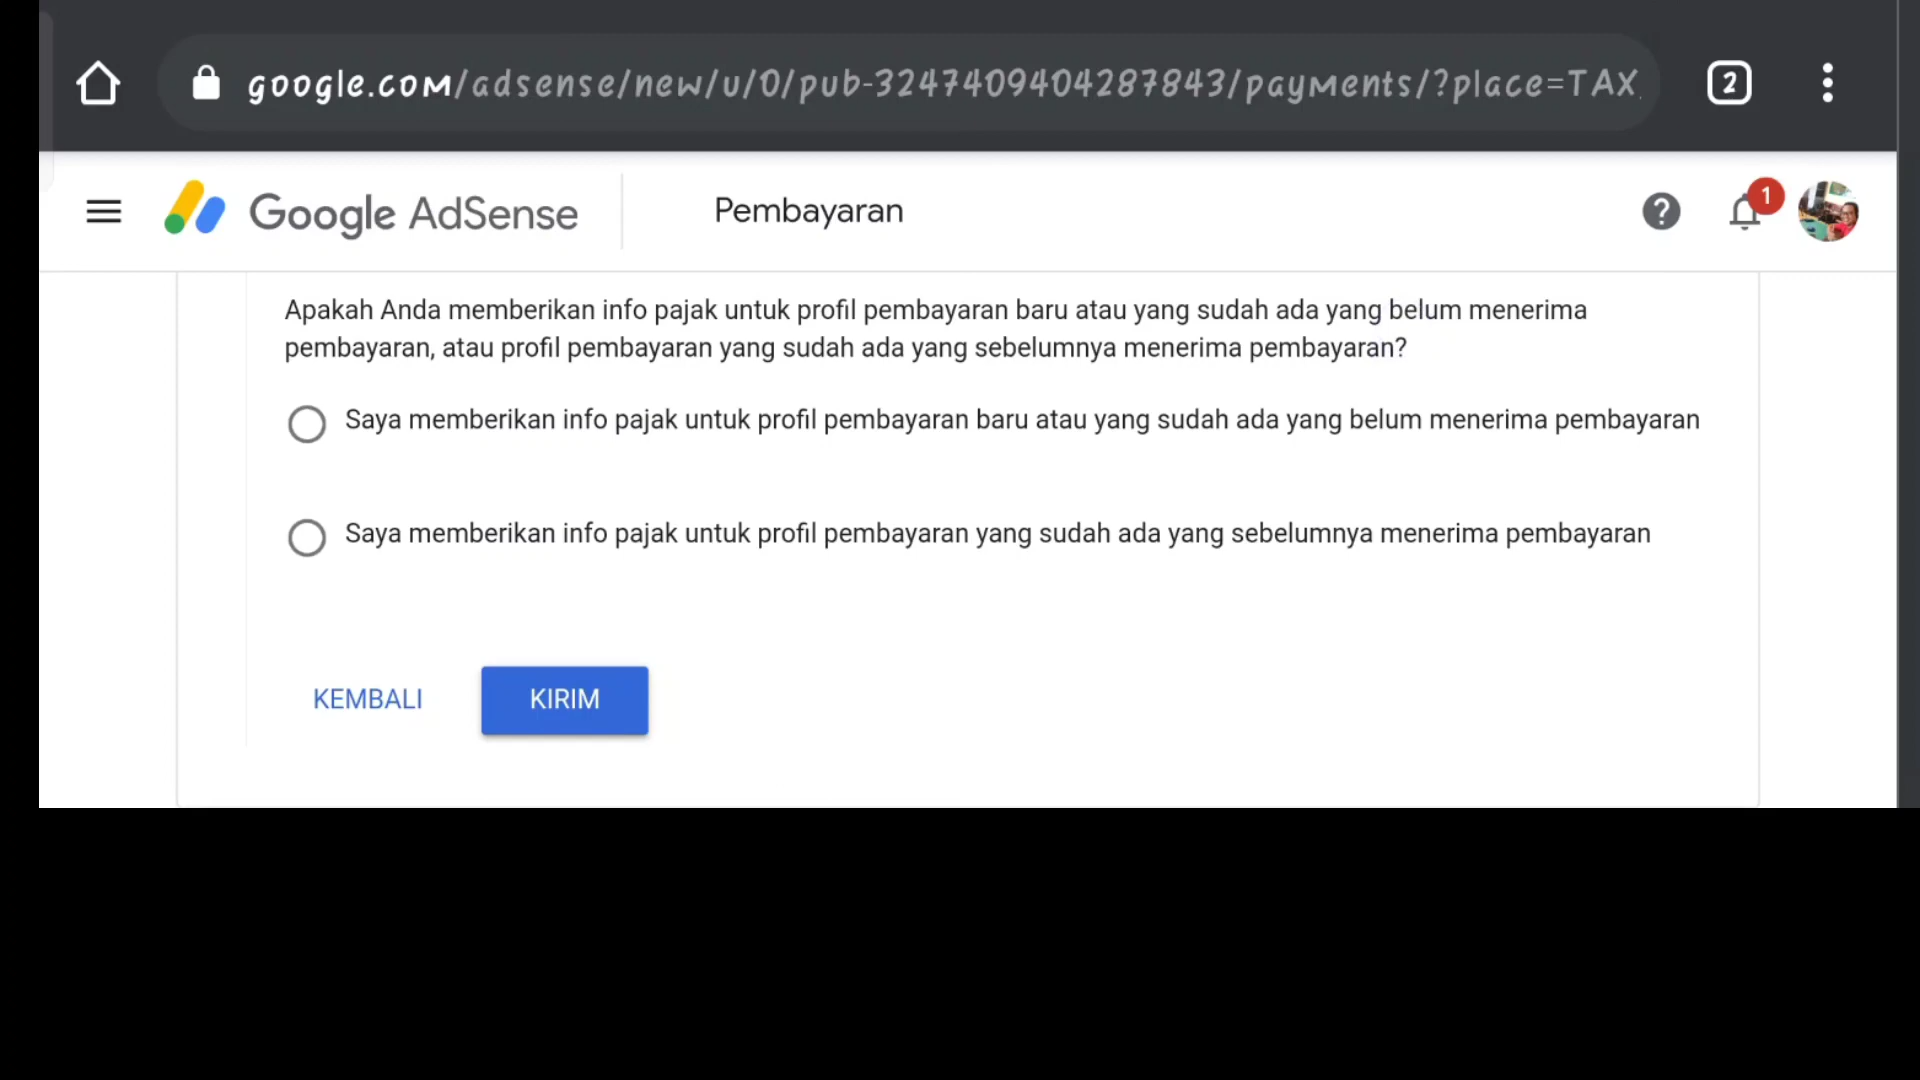 google.com/adsense/new/u/0/pub-3247409404287843/payments/?place=TAX
2
Google AdSense
Pembayaran
1
Apakah Anda memberikan info pajak untuk profil pembayaran baru atau yang sudah ada yang belum menerima
pembayaran, atau profil pembayaran yang sudah ada yang sebelumnya menerima pembayaran?
Saya memberikan info pajak untuk profil pembayaran baru atau yang sudah ada yang belum menerima pembayaran
Saya memberikan info pajak untuk profil pembayaran yang sudah ada yang sebelumnya menerima pembayaran
KEMBALI
KIRIM